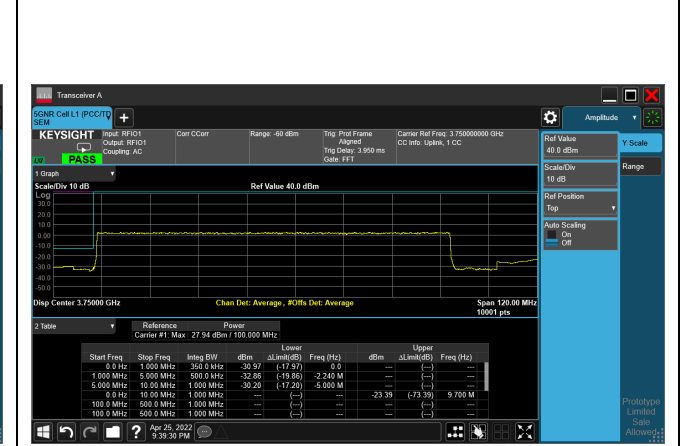 Transceiver A
5GNR Cell L1 (PCC/TD
SEM
+
Amplitude
KEYSIGHT
Input: RFIO1
Output: RFIO1
Coupling: AC
Corr CCorr
Range: -60 dBm
Trig: Prot Frame
Aligned
Trig Delay: 3.950 ms
Gate: FFT
Carrier Ref Freq: 3.750000000 GHz
CC Info: Uplink, 1 CC
PASS
Ref Value
40.0 dBm
Y Scale
Scale/Div
10 dB
Range
Ref Position
Top
Auto Scaling
On
Off
1 Graph
Scale/Div 10 dB
Ref Value 40.0 dBm
Log
30.0
20.0
10.0
0.00
-10.0
-20.0
-30.0
-40.0
-50.0
Disp Center 3.75000 GHz
Chan Det: Average , #Offs Det: Average
Span 120.00 MHz
10001 pts
2 Table
Reference Power
Carrier #1: Max 27.94 dBm / 100.000 MHz
Lower Upper
Start Freq Stop Freq Integ BW dBm ΔLimit(dB) Freq (Hz) dBm ΔLimit(dB) Freq (Hz)
0.0 Hz 1.000 MHz 350.0 kHz -30.97 (-17.97) 0.0 --- (---) ---
1.000 MHz 5.000 MHz 500.0 kHz -32.86 (-19.86) -2.240 M --- (---) ---
5.000 MHz 10.00 MHz 1.000 MHz -30.20 (-17.20) -5.000 M --- (---) ---
0.0 Hz 10.00 MHz 1.000 MHz --- (---) --- -23.39 (-73.39) 9.700 M
100.0 MHz 500.0 MHz 1.000 MHz --- (---) --- --- (---) ---
100.0 MHz 500.0 MHz 1.000 MHz --- (---) --- --- (---) ---
Apr 25, 2022
9:39:30 PM
?
Prototype
Limited
Sale
Allowed